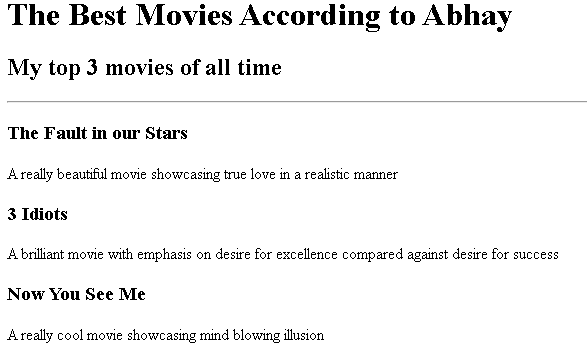 The Best Movies According to Abhay
My top 3 movies of all time
The Fault in our Stars
A really beautiful movie showcasing true love in a realistic manner
3 Idiots
A brilliant movie with emphasis on desire for excellence compared against desire for success
Now You See Me
A really cool movie showcasing mind blowing illusion